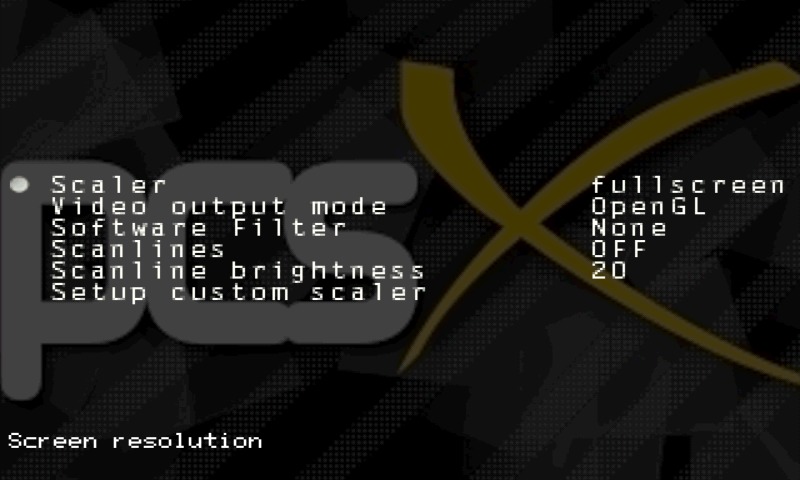 pcsx
Scaler fullscreen
Video output mode OpenGL
Software Filter None
Scanlines OFF
Scanline brightness 20
Setup custom scaler
Screen resolution